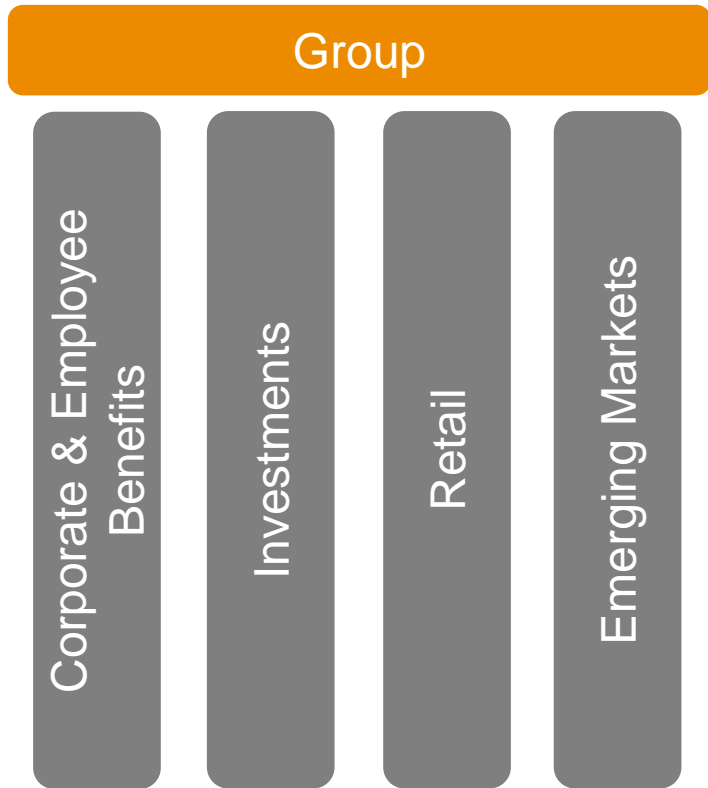 Group
Corporate & Employee
Benefits
Investments
Retail
Emerging Markets